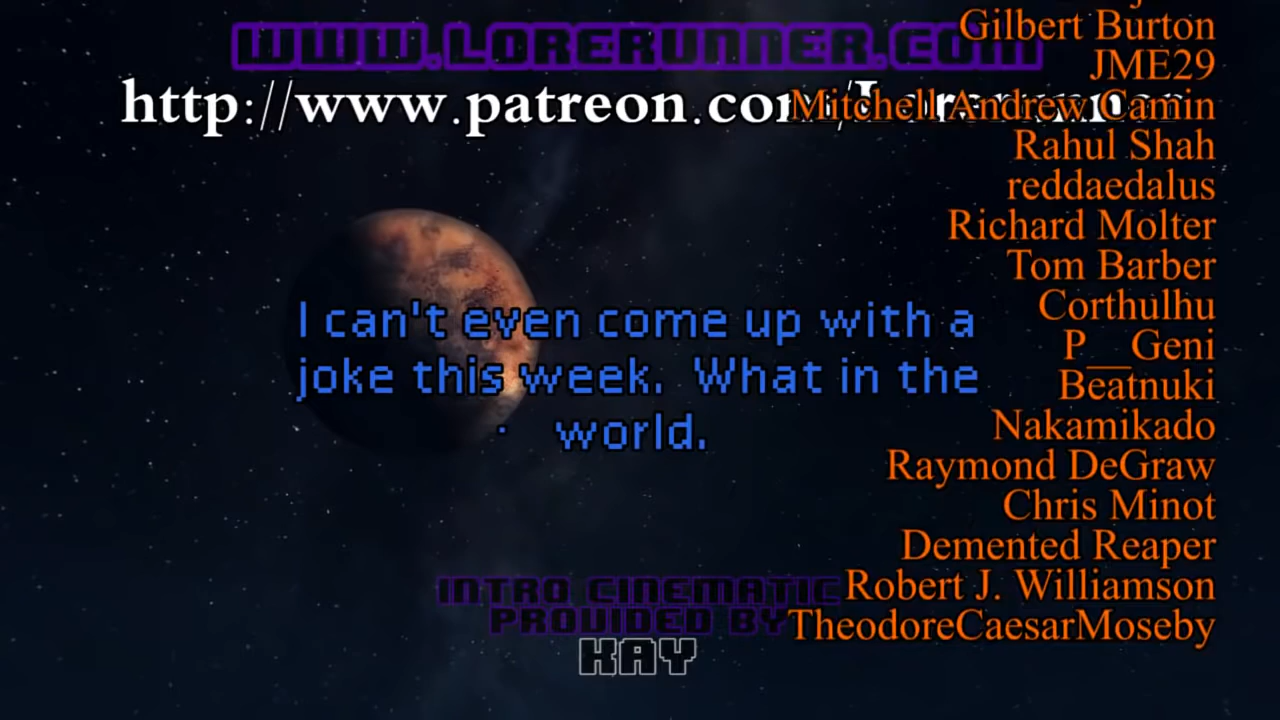 WWW.LORERUNNER.COM
http://www.patreon.com/Lorerunner
I can't even come up with a
joke this week. What in the
world.
INTRO CINEMATIC
PROVIDED BY
KAY
Gilbert Burton
JME29
Mitchell Andrew Camin
Rahul Shah
reddaedalus
Richard Molter
Tom Barber
Corthulhu
P__Geni
Beatnuki
Nakamikado
Raymond DeGraw
Chris Minot
Demented Reaper
Robert J. Williamson
TheodoreCaesarMoseby